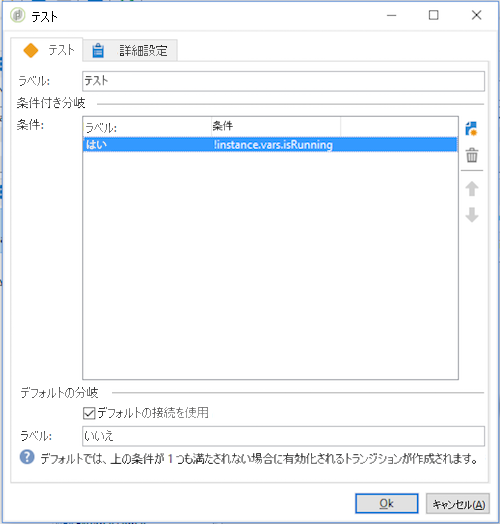 テスト
テスト 詳細設定
ラベル: テスト
条件付き分岐
条件: ラベル: 条件
はい !instance.vars.isRunning
デフォルトの分岐
デフォルトの接続を使用
ラベル: いいえ
デフォルトでは、上の条件が 1 つも満たされない場合に有効化されるトランジションが作成されます。
Ok キャンセル(A)